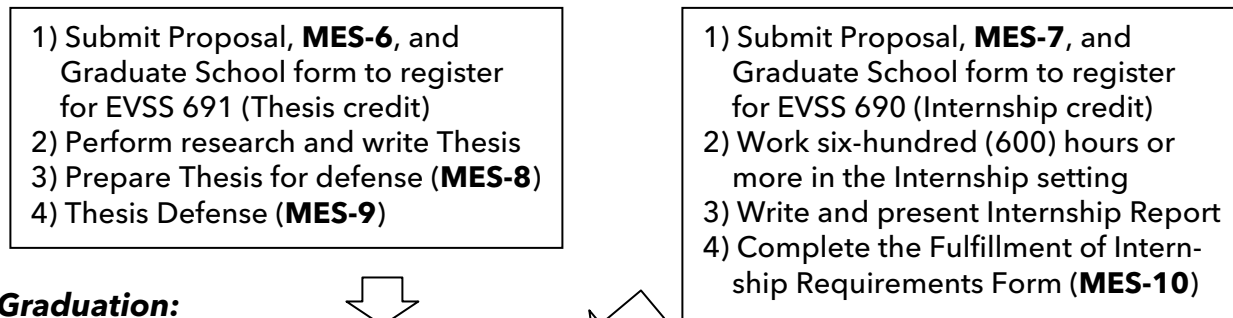 1) Submit Proposal, MES-6, and
Graduate School form to register
for EVSS 691 (Thesis credit)
2) Perform research and write Thesis
3) Prepare Thesis for defense (MES-8)
4) Thesis Defense (MES-9)
1) Submit Proposal, MES-7, and
Graduate School form to register
for EVSS 690 (Internship credit)
2) Work six-hundred (600) hours or
more in the Internship setting
3) Write and present Internship Report
4) Complete the Fulfillment of Intern-
ship Requirements Form (MES-10)
Graduation: